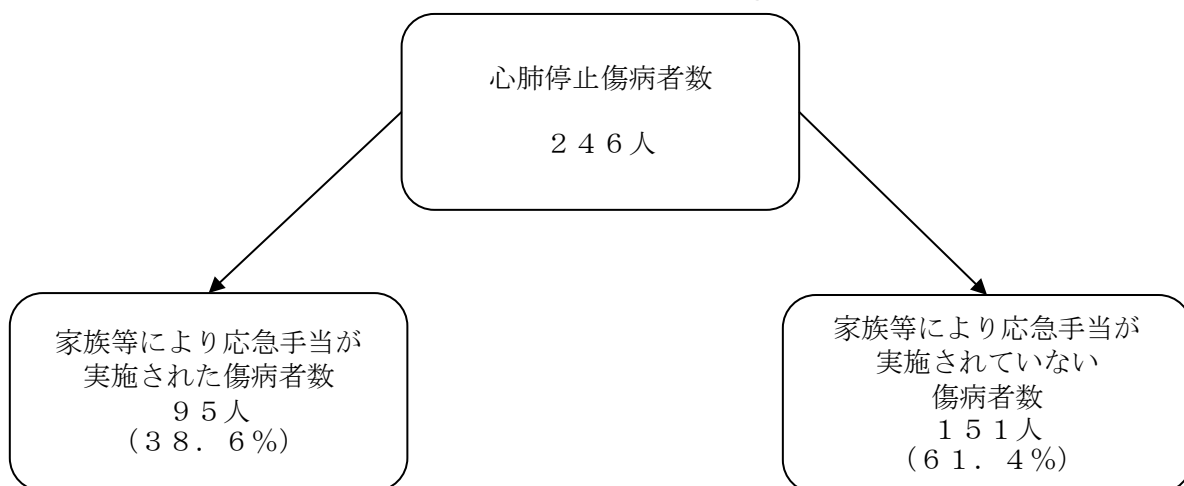 心肺停止傷病者数
２４６人
家族等により応急手当が
実施された傷病者数
９５人
（３８．６％）
家族等により応急手当が
実施されていない
傷病者数
１５１人
（６１．４％）